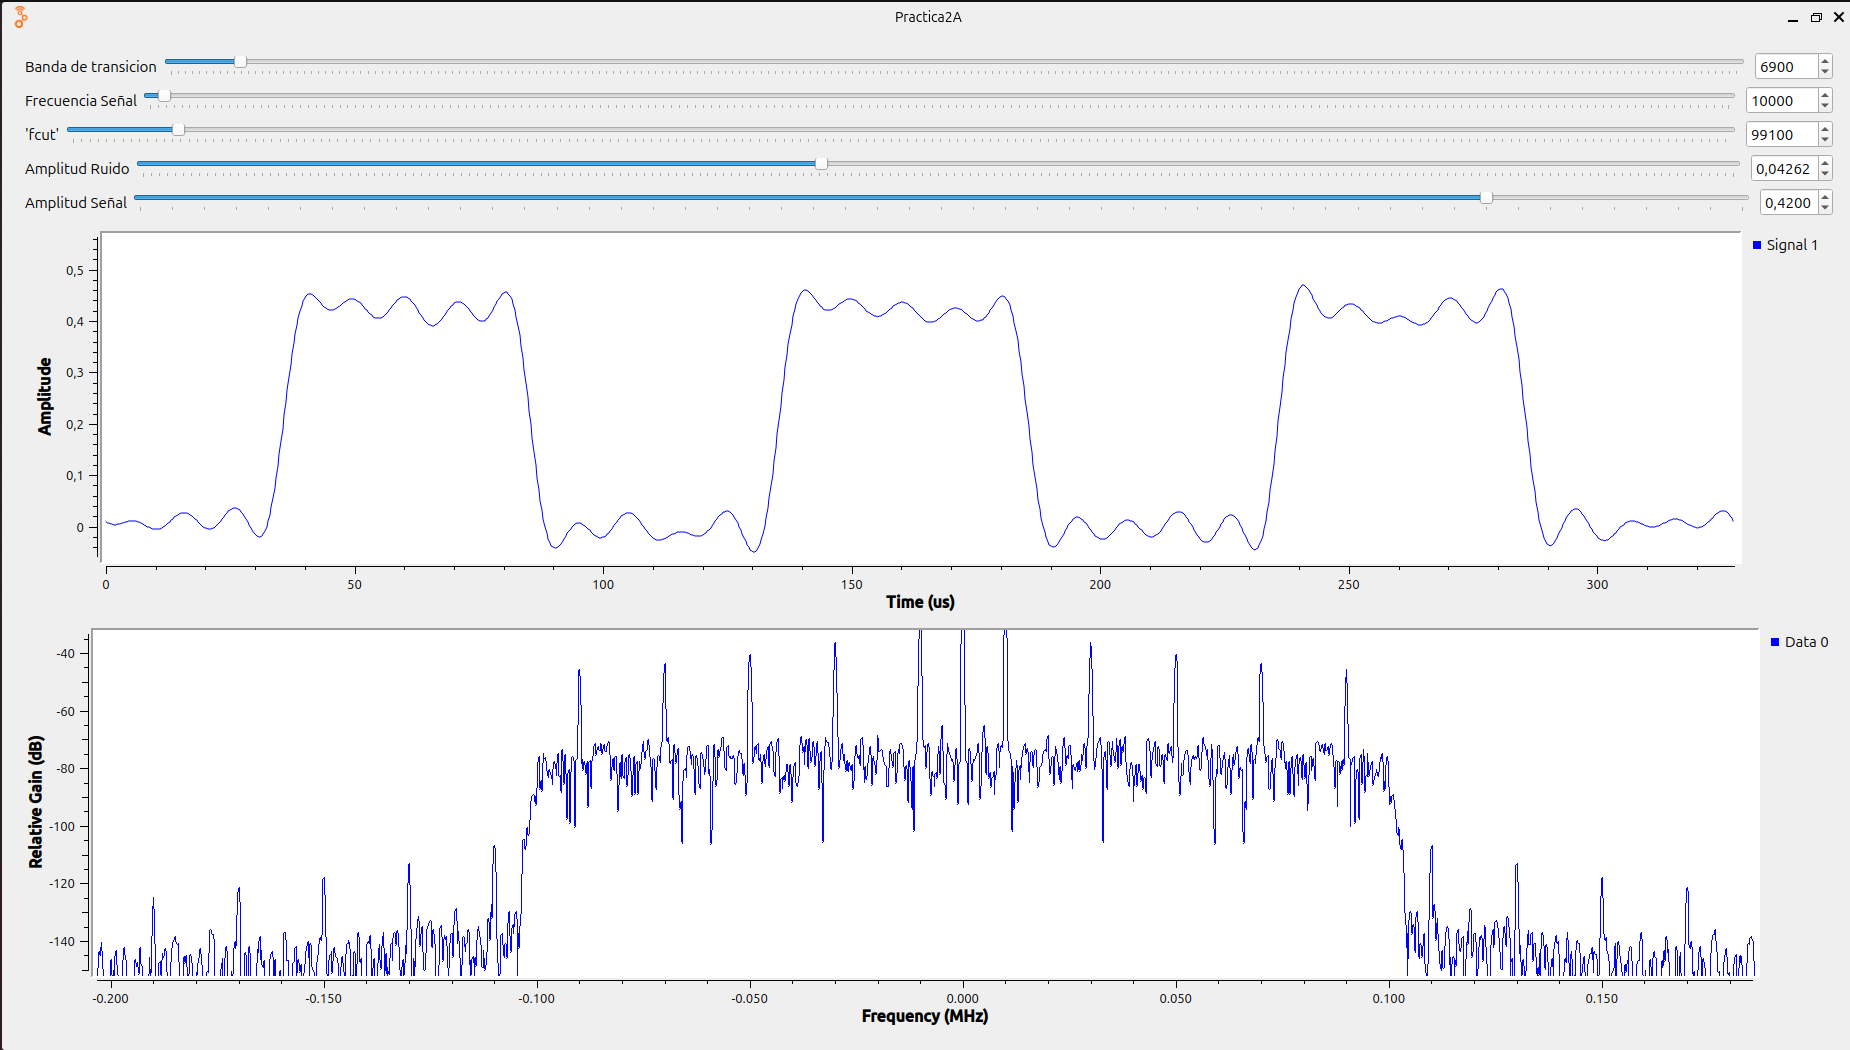 Practica2A
Banda de transicion 6900
Frecuencia Señal 10000
'fcut' 99100
Amplitud Ruido 0,04262
Amplitud Señal 0,4200
Signal 1
0,5
0,4
0,3
0,2
0,1
0
Amplitude
0 50 100 150 200 250 300
Time (us)
Data 0
-40
-60
-80
-100
-120
-140
Relative Gain (dB)
-0.200 -0.150 -0.100 -0.050 0.000 0.050 0.100 0.150
Frequency (MHz)